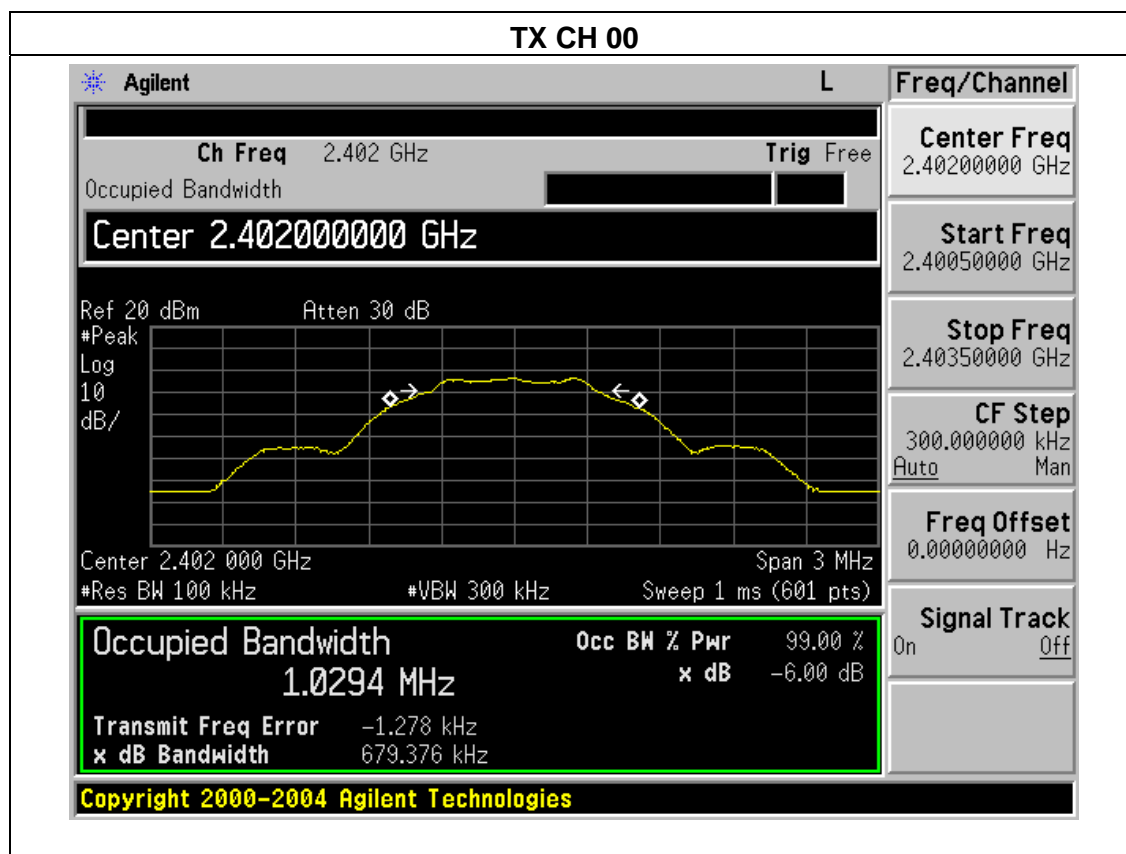 TX CH 00
Agilent L
Ch Freq 2.402 GHz Trig Free
Occupied Bandwidth
Center 2.402000000 GHz
Ref 20 dBm Atten 30 dB
#Peak
Log
10
dB/
Center 2.402 000 GHz Span 3 MHz
#Res BW 100 kHz #VBW 300 kHz Sweep 1 ms (601 pts)
Occupied Bandwidth Occ BW % Pwr 99.00 %
1.0294 MHz x dB -6.00 dB
Transmit Freq Error -1.278 kHz
x dB Bandwidth 679.376 kHz
Copyright 2000-2004 Agilent Technologies
Freq/Channel
Center Freq
2.40200000 GHz
Start Freq
2.40050000 GHz
Stop Freq
2.40350000 GHz
CF Step
300.000000 kHz
Auto Man
Freq Offset
0.00000000 Hz
Signal Track
On Off